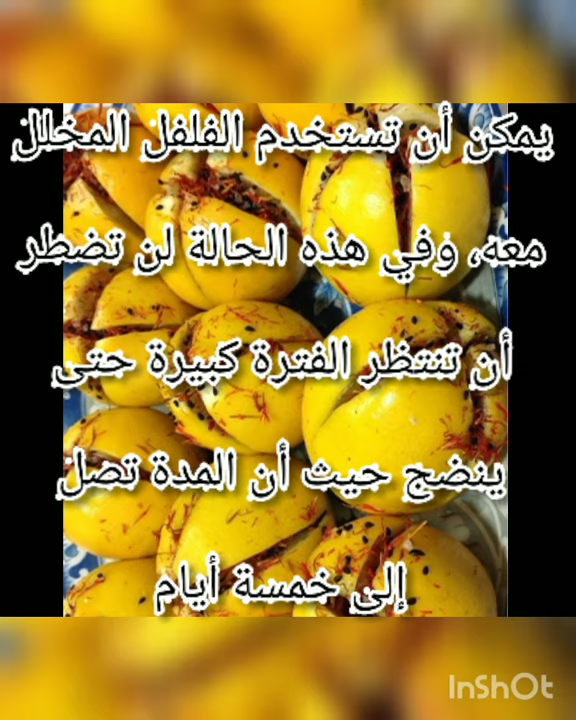 يمكن أن تستخدم الفلفل المخلل
معه، وفي هذه الحالة لن تضطر
أن تنتظر الفترة كبيرة حتى
ينضج حيث أن المدة تصل
إلى خمسة أيام
InShOt